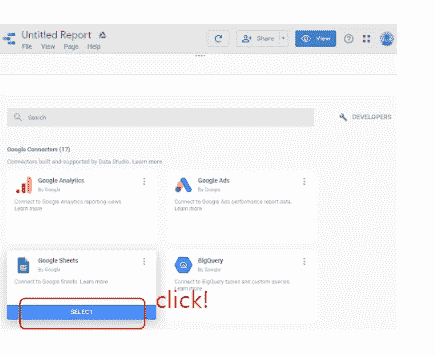 Untitled Report
File View Page Help
Share
View
Search
DEVELOPERS
Google Connectors (17)
Connectors built and supported by Data Studio. Learn more
Google Analytics
By Google
Connect to Google Analytics reporting views.
Learn more
Google Ads
By Google
Connect to Google Ads performance report data.
Learn more
Google Sheets
By Google
Connect to Google Sheets. Learn more
SELECT
BigQuery
By Google
Connect to BigQuery tables and custom queries.
Learn more
click!